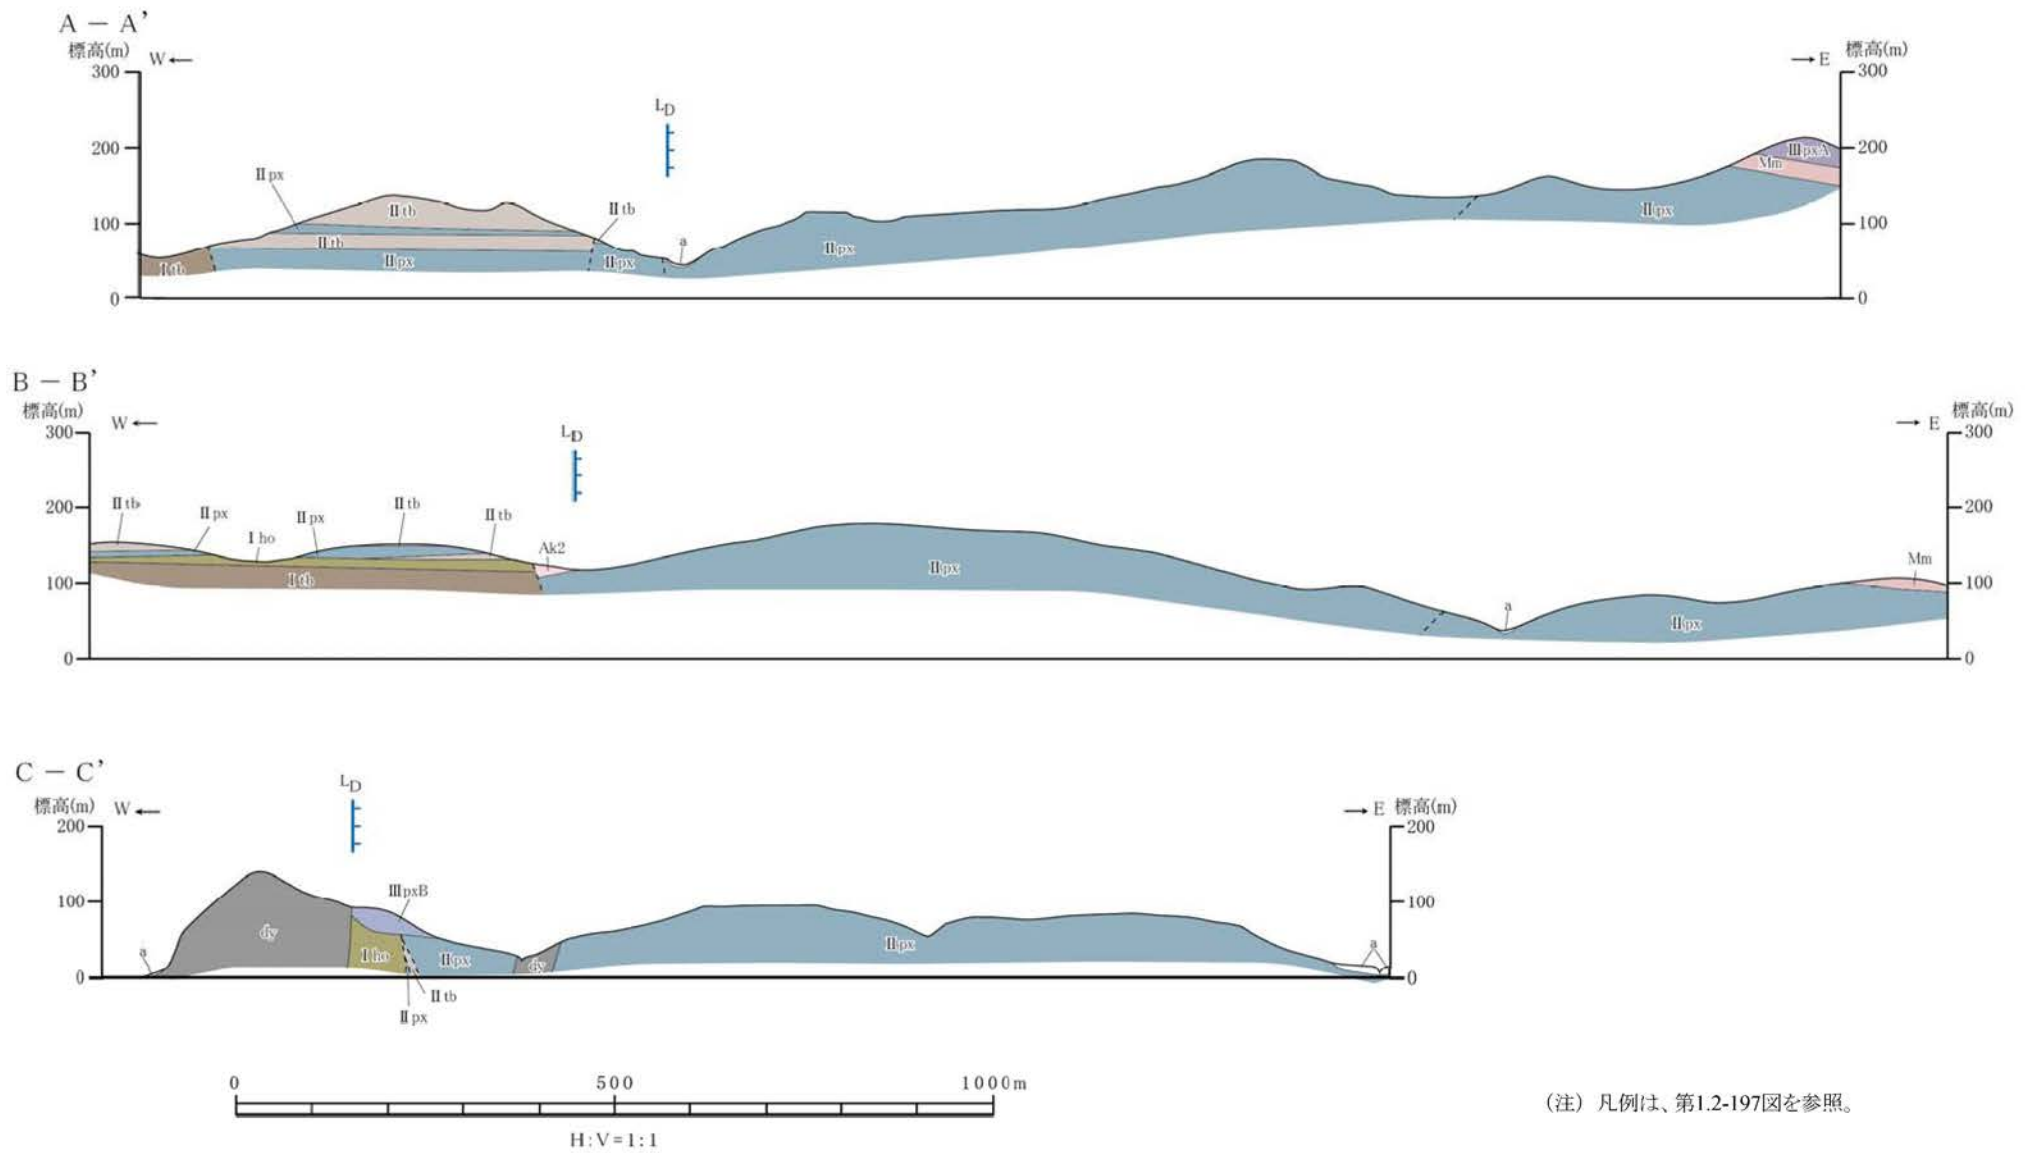 A － A’
標高(m)
W ←
→ E
標高(m)
300
200
100
0
300
200
100
0
LD
Ⅱpx
Ⅱtb
Ⅱtb
Ⅱtb
a
Ⅰtb
Ⅱpx
Ⅱpx
Ⅱpx
Ⅱpx
Mm
ⅢpxA
B － B’
標高(m)
W ←
→ E
標高(m)
300
200
100
0
300
200
100
0
LD
Ⅱtb
Ⅱpx
Ⅰho
Ⅱpx
Ⅱtb
Ⅱtb
Ak2
Ⅰtb
Ⅱpx
a
Ⅱpx
Mm
C － C’
標高(m)
W ←
→ E
標高(m)
200
100
0
200
100
0
LD
ⅢpxB
a
dy
Ⅰho
Ⅱpx
dy
Ⅱpx
a
Ⅱtb
Ⅱpx
0 500 1000m
H:V=1:1
（注）凡例は、第1.2-197図を参照。